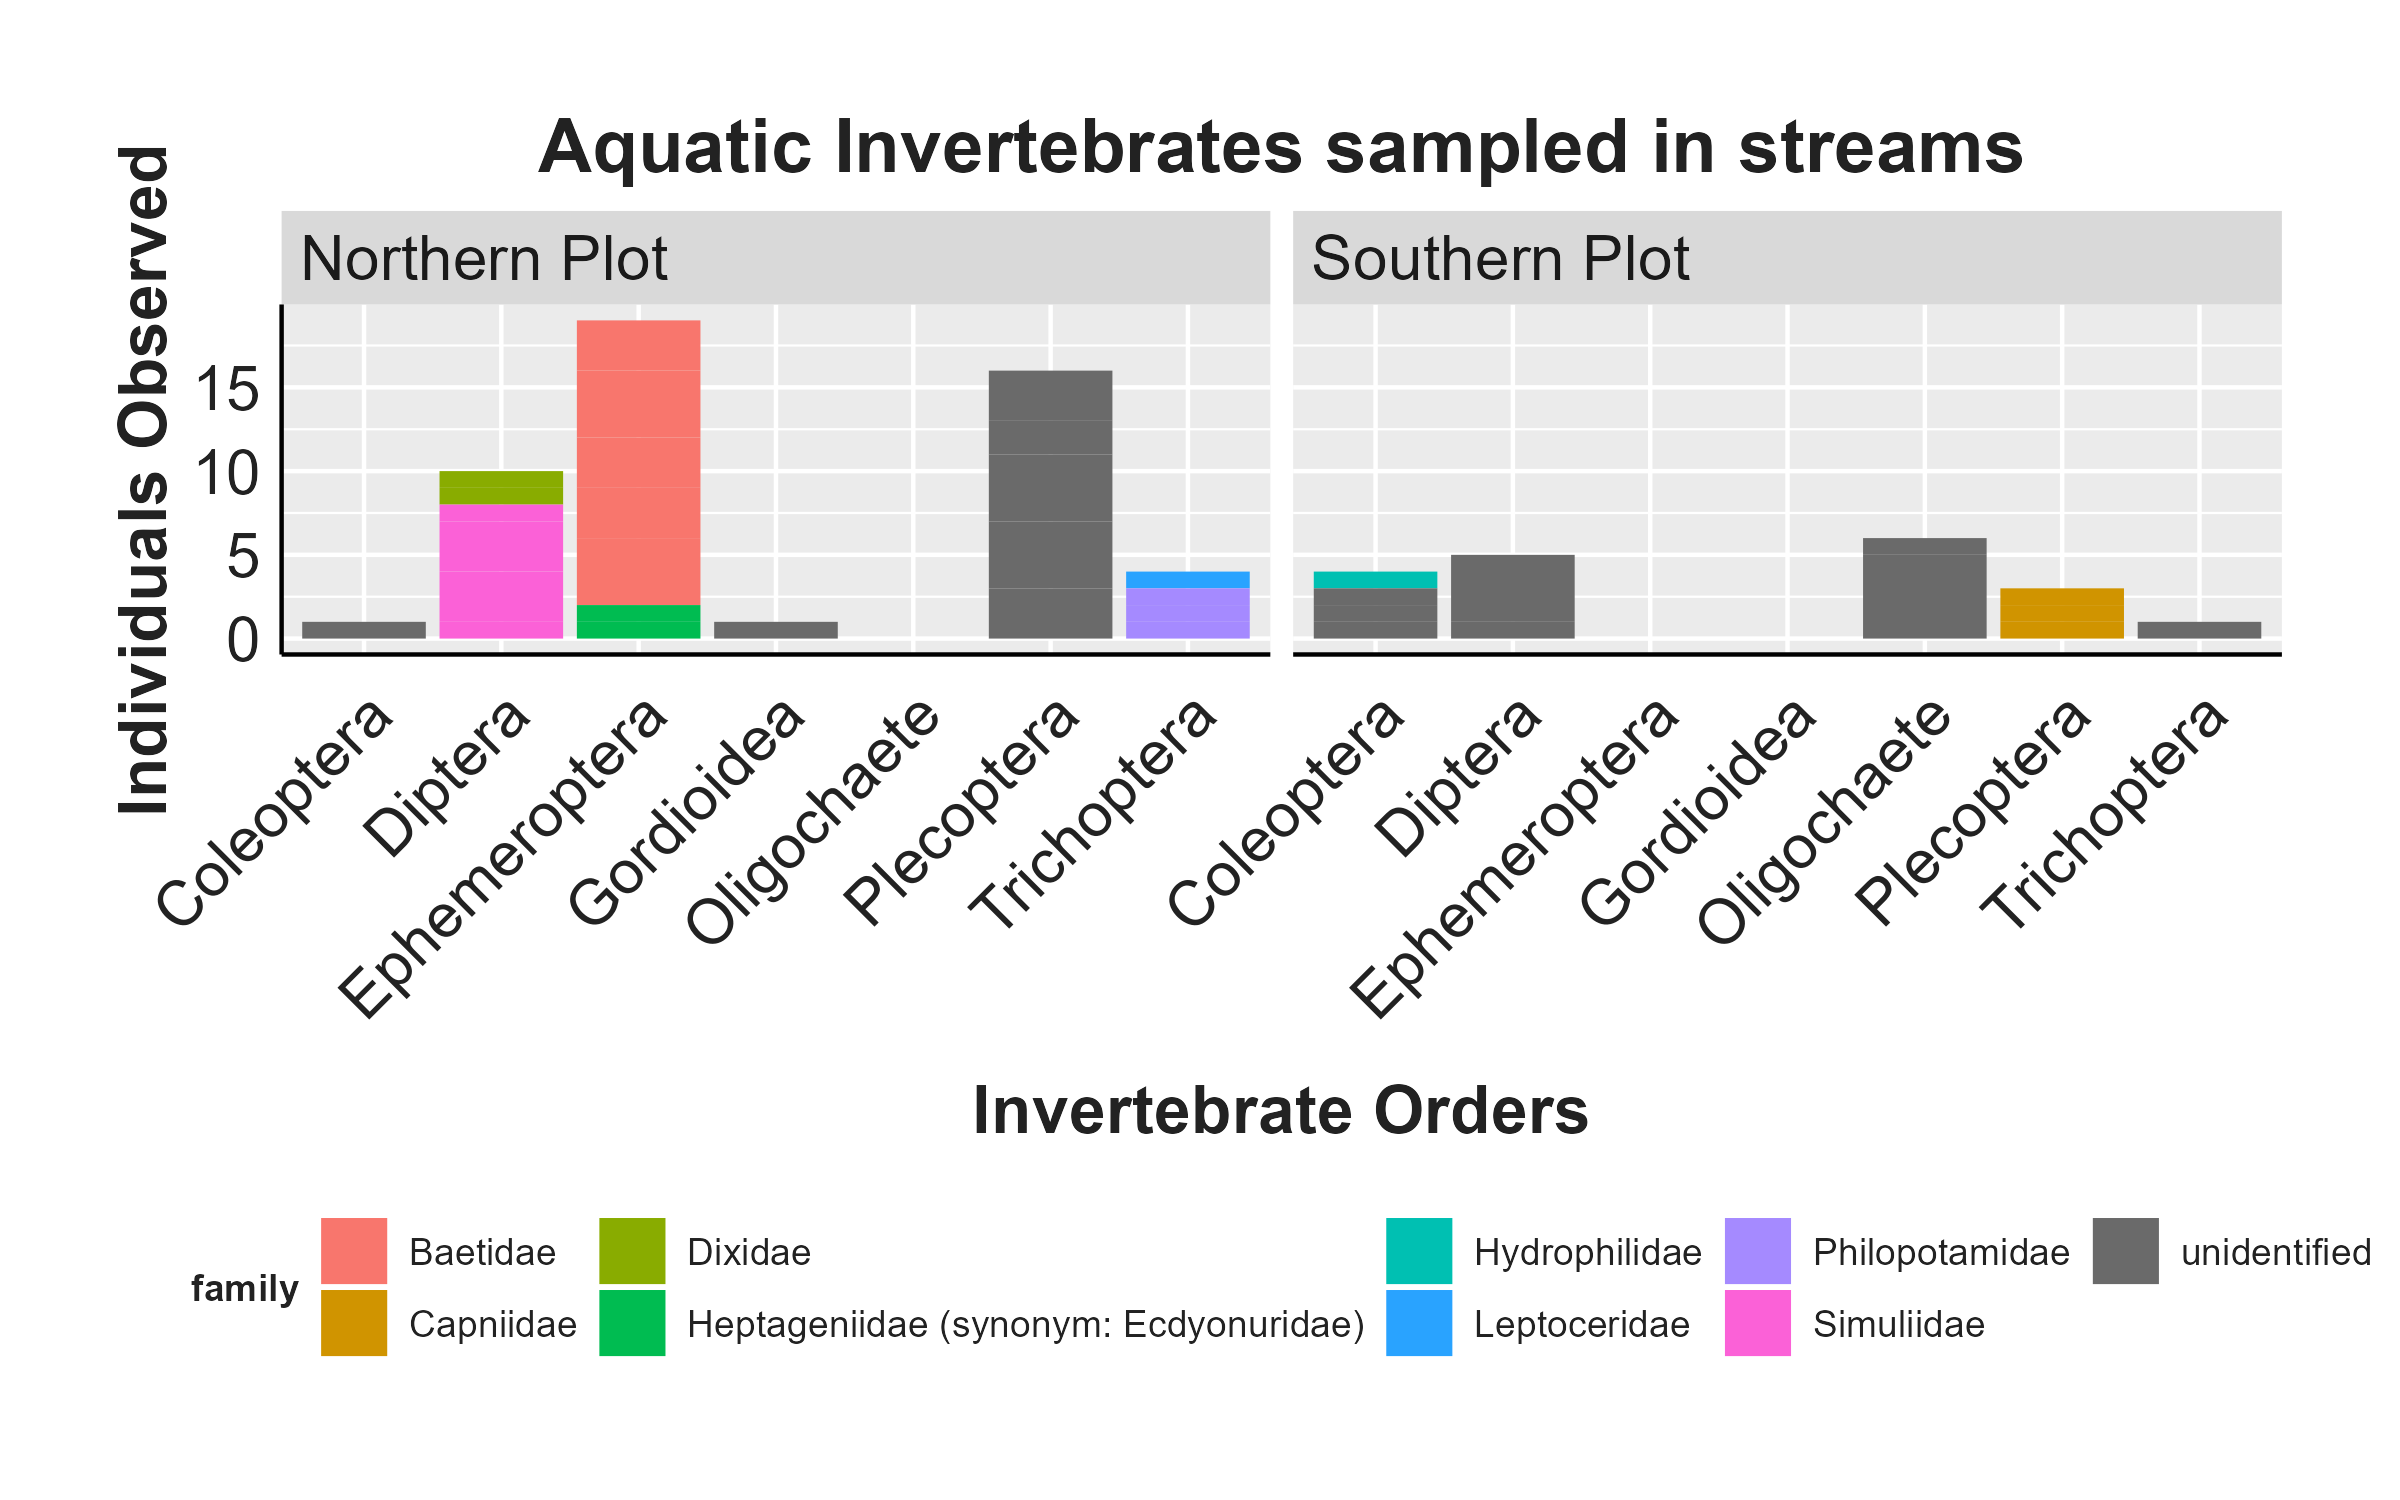 Aquatic Invertebrates sampled in streams
Northern Plot
Southern Plot
Individuals Observed
15
10
5
0
Coleoptera
Diptera
Ephemeroptera
Gordioidea
Oligochaete
Plecoptera
Trichoptera
Coleoptera
Diptera
Ephemeroptera
Gordioidea
Oligochaete
Plecoptera
Trichoptera
Invertebrate Orders
family
Baetidae
Capniidae
Dixidae
Heptageniidae (synonym: Ecdyonuridae)
Hydrophilidae
Leptoceridae
Philopotamidae
Simuliidae
unidentified